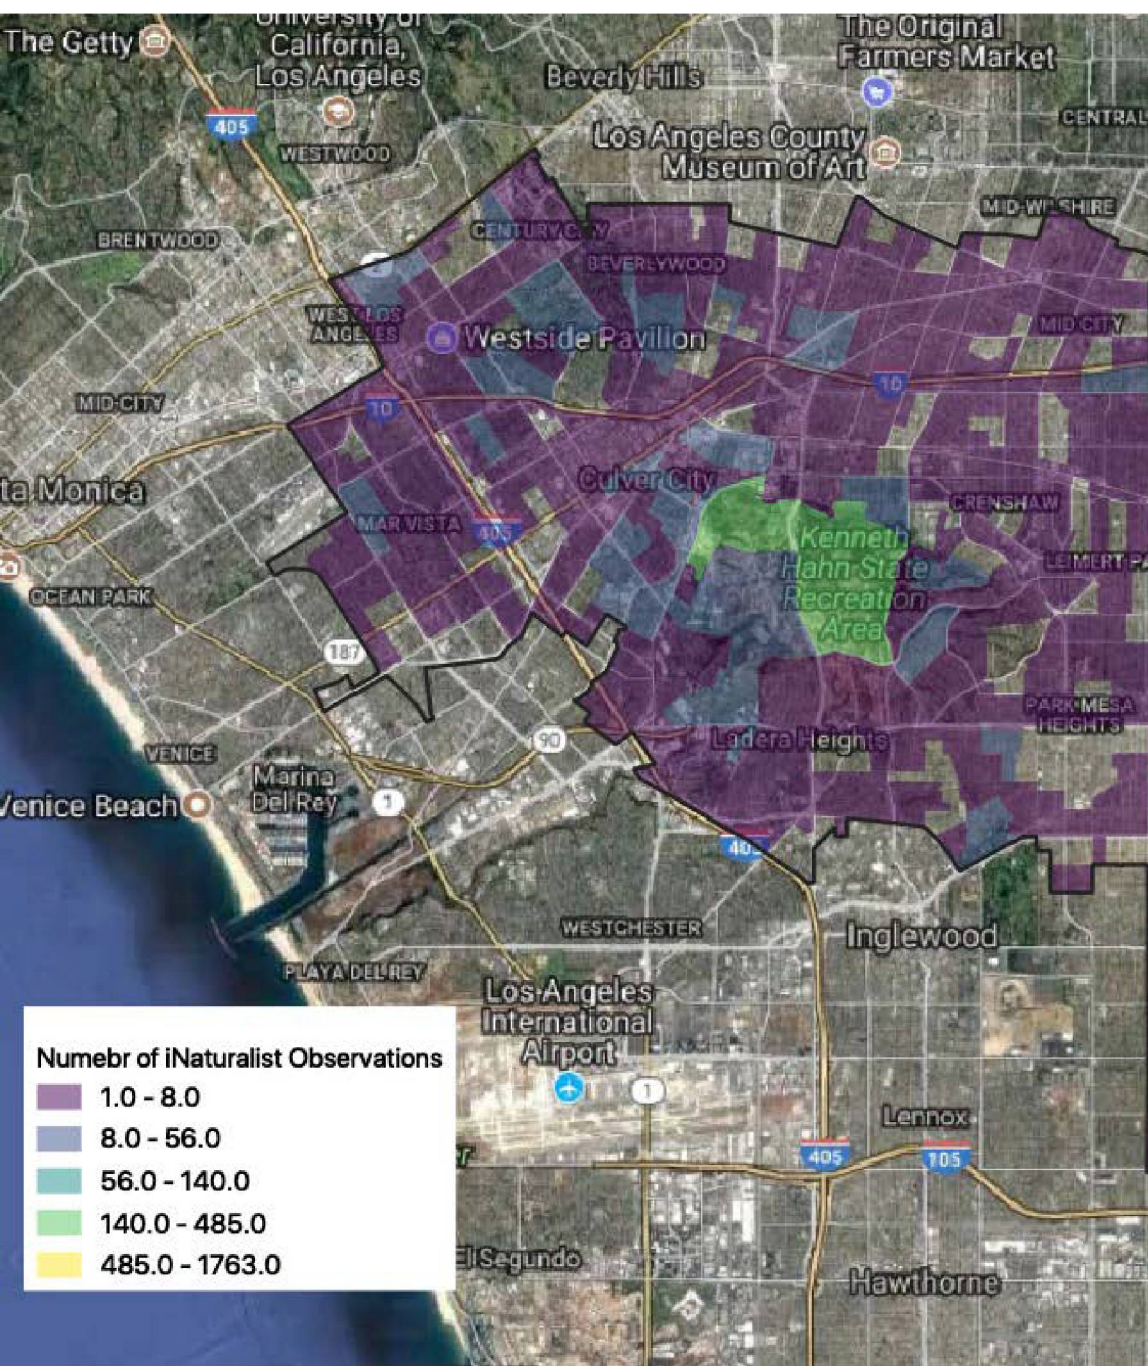 University of
California,
Los Angeles
The Getty
The Original
Farmers Market
Beverly Hills
405
CENTRAL
Los Angeles County
Museum of Art
WESTWOOD
MID-WILSHIRE
BRENTWOOD
CENTURY CITY
BEVERLYWOOD
2
WEST LOS
ANGELES
Westside Pavilion
MID CITY
10
10
MID-CITY
ta Monica
Culver City
CRENSHAW
MAR VISTA
405
Kenneth
Hahn State
Recreation
Area
LEIMERT PA
OCEAN PARK
187
PARK MESA
HEIGHTS
90
Ladera Heights
VENICE
Marina
Del Rey
Venice Beach
1
405
WESTCHESTER
Inglewood
PLAYA DEL REY
Los Angeles
International
Airport
1
Numebr of iNaturalist Observations
1.0 - 8.0
8.0 - 56.0
56.0 - 140.0
140.0 - 485.0
485.0 - 1763.0
Lennox
405
105
El Segundo
Hawthorne